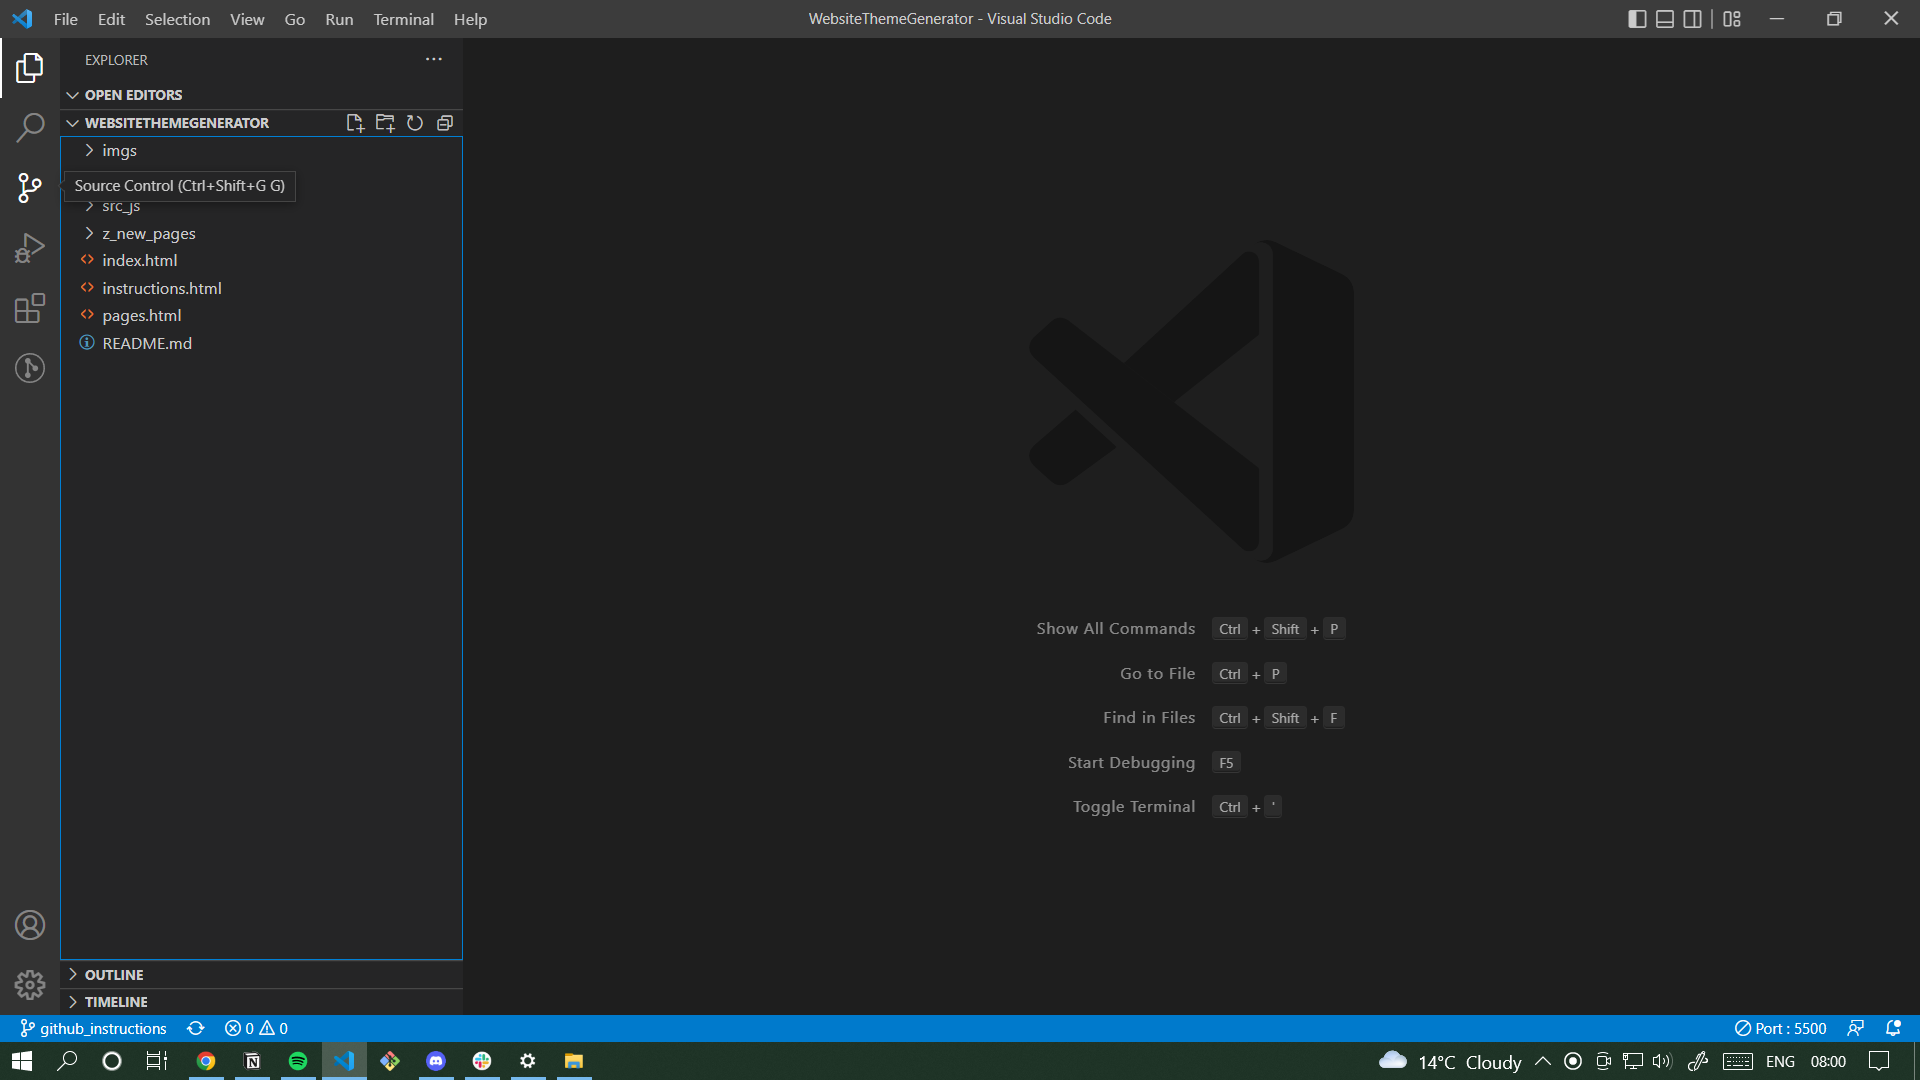 File Edit Selection View Go Run Terminal Help
WebsiteThemeGenerator - Visual Studio Code
EXPLORER
OPEN EDITORS
WEBSITETHEMEGENERATOR
imgs
Source Control (Ctrl+Shift+G G)
src_js
z_new_pages
index.html
instructions.html
pages.html
README.md
Show All Commands Ctrl + Shift + P
Go to File Ctrl + P
Find in Files Ctrl + Shift + F
Start Debugging F5
Toggle Terminal Ctrl + '
OUTLINE
TIMELINE
github_instructions 0 0 Port : 5500
14°C Cloudy ENG 08:00